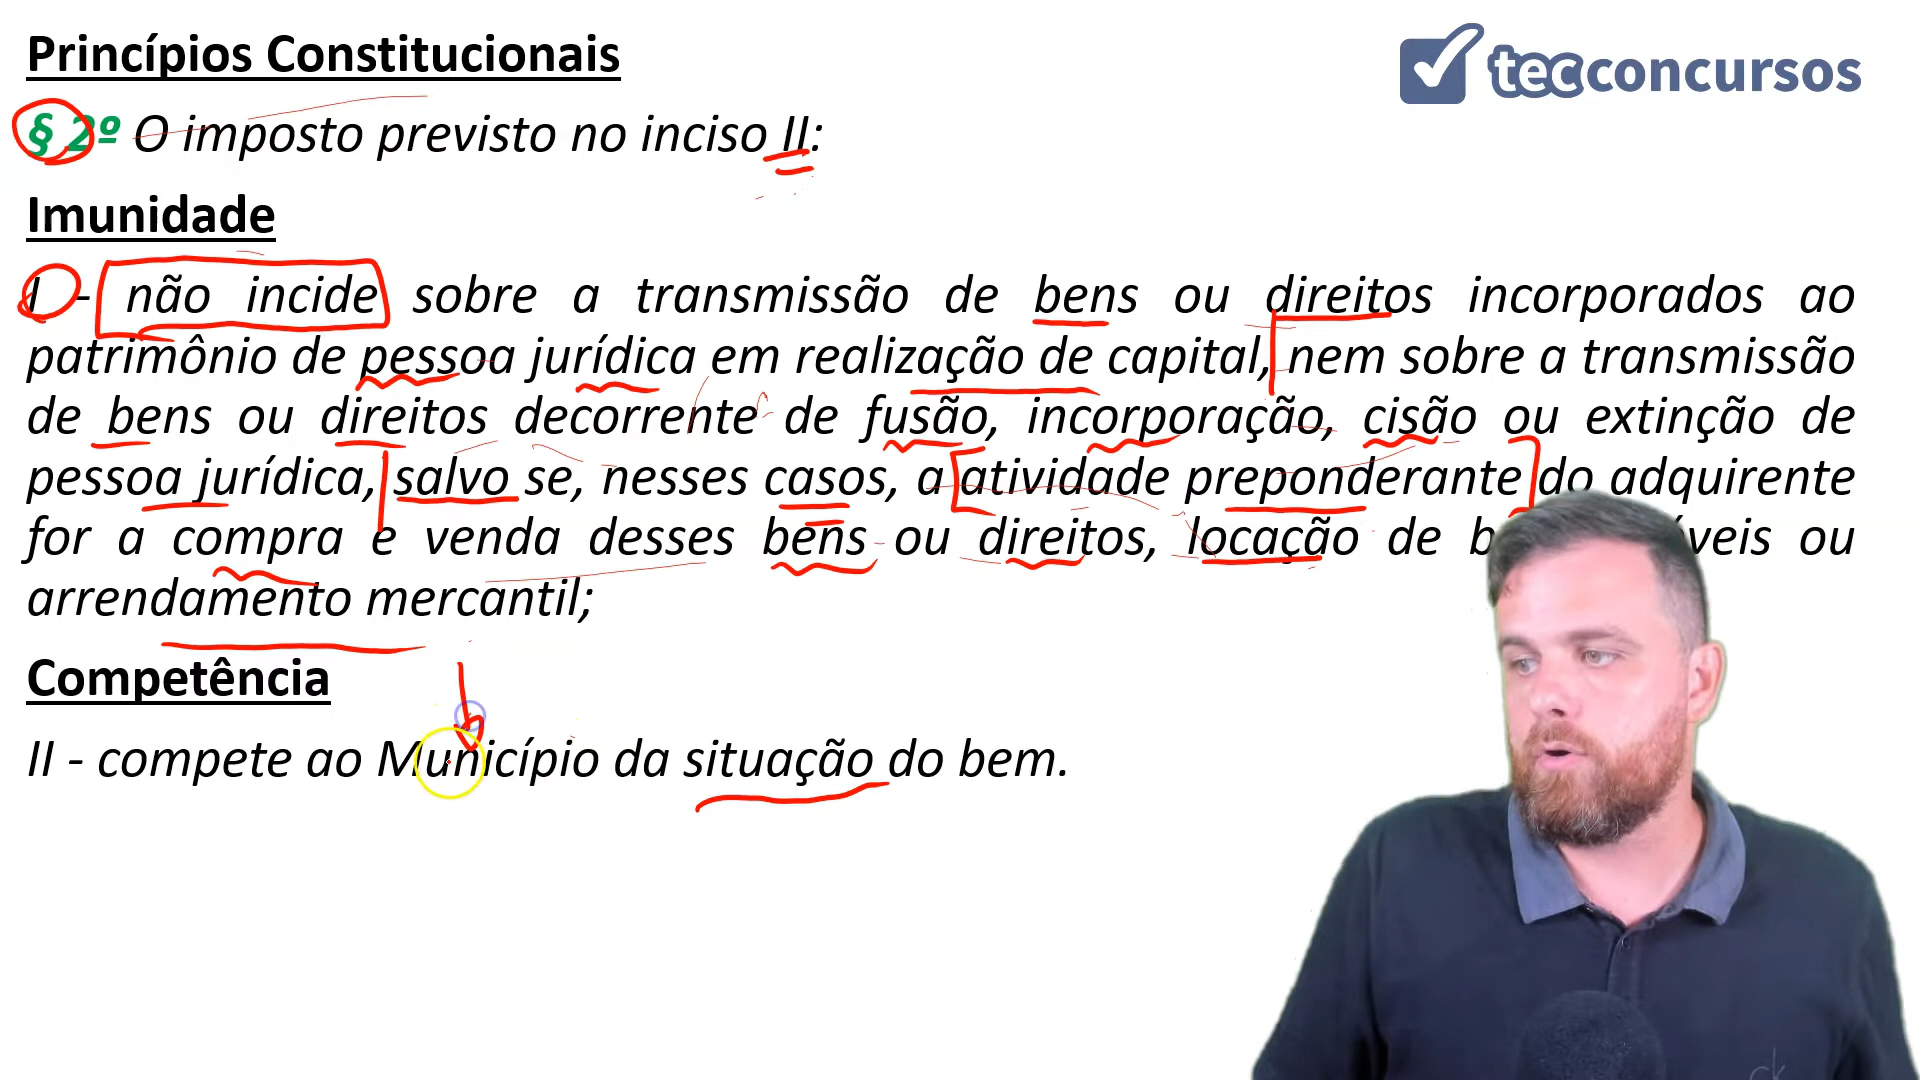 Princípios Constitucionais
tecconcursos
§ 2º O imposto previsto no inciso II:
Imunidade
I - não incide sobre a transmissão de bens ou direitos incorporados ao
patrimônio de pessoa jurídica em realização de capital, nem sobre a transmissão
de bens ou direitos decorrente de fusão, incorporação, cisão ou extinção de
pessoa jurídica, salvo se, nesses casos, a atividade preponderante do adquirente
for a compra e venda desses bens ou direitos, locação de ou
arrendamento mercantil;
Competência
II - compete ao Município da situação do bem.
ck